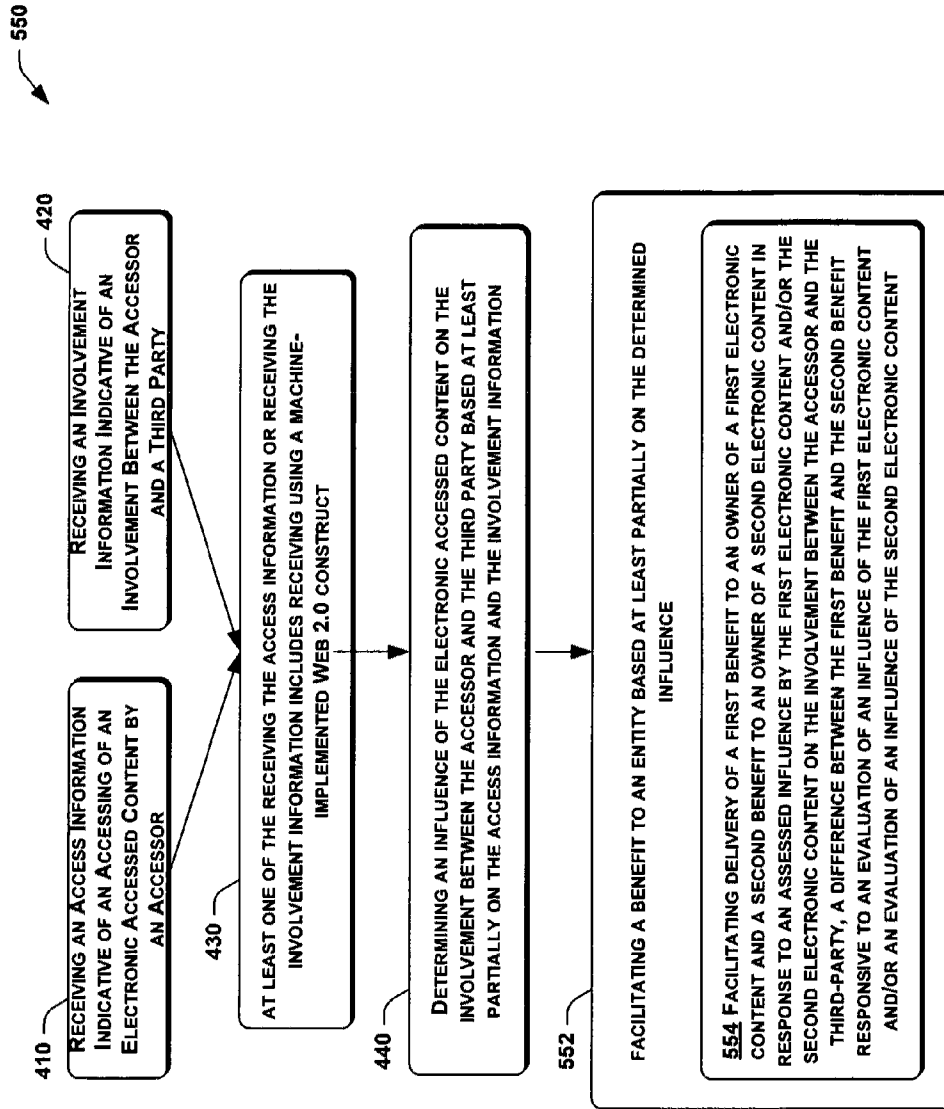 550
410
RECEIVING AN ACCESS INFORMATION
INDICATIVE OF AN ACCESSING OF AN
ELECTRONIC ACCESSED CONTENT BY
AN ACCESSOR
420
RECEIVING AN INVOLVEMENT
INFORMATION INDICATIVE OF AN
INVOLVEMENT BETWEEN THE ACCESSOR
AND A THIRD PARTY
430
AT LEAST ONE OF THE RECEIVING THE ACCESS INFORMATION OR RECEIVING THE
INVOLVEMENT INFORMATION INCLUDES RECEIVING USING A MACHINE-
IMPLEMENTED WEB 2.0 CONSTRUCT
440
DETERMINING AN INFLUENCE OF THE ELECTRONIC ACCESSED CONTENT ON THE
INVOLVEMENT BETWEEN THE ACCESSOR AND THE THIRD PARTY BASED AT LEAST
PARTIALLY ON THE ACCESS INFORMATION AND THE INVOLVEMENT INFORMATION
552
FACILITATING A BENEFIT TO AN ENTITY BASED AT LEAST PARTIALLY ON THE DETERMINED
INFLUENCE
554 FACILITATING DELIVERY OF A FIRST BENEFIT TO AN OWNER OF A FIRST ELECTRONIC
CONTENT AND A SECOND BENEFIT TO AN OWNER OF A SECOND ELECTRONIC CONTENT IN
RESPONSE TO AN ASSESSED INFLUENCE BY THE FIRST ELECTRONIC CONTENT AND/OR THE
SECOND ELECTRONIC CONTENT ON THE INVOLVEMENT BETWEEN THE ACCESSOR AND THE
THIRD-PARTY, A DIFFERENCE BETWEEN THE FIRST BENEFIT AND THE SECOND BENEFIT
RESPONSIVE TO AN EVALUATION OF AN INFLUENCE OF THE FIRST ELECTRONIC CONTENT
AND/OR AN EVALUATION OF AN INFLUENCE OF THE SECOND ELECTRONIC CONTENT